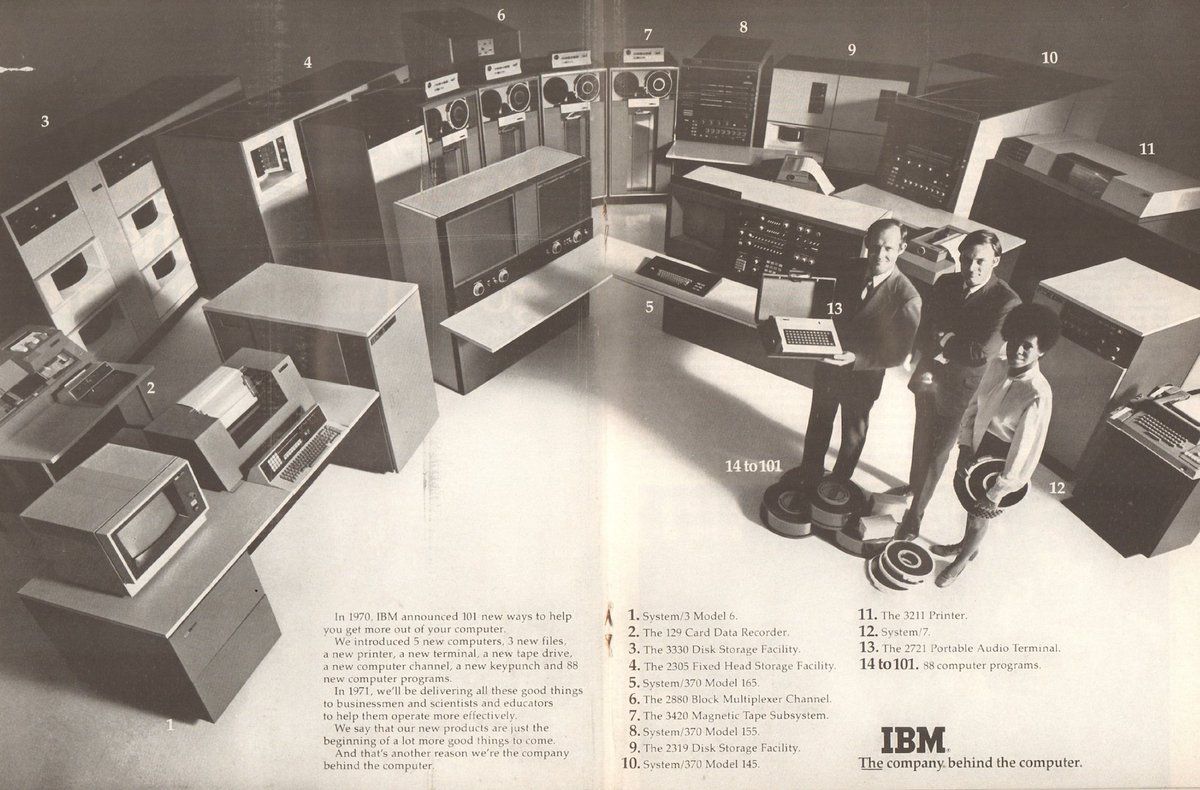 6
7
8
9
10
4
3
11
5
13
2
14 to 101
12
1
In 1970, IBM announced 101 new ways to help
you get more out of your computer.
We introduced 5 new computers, 3 new files,
a new printer, a new terminal, a new tape drive,
a new computer channel, a new keypunch and 88
new computer programs.
In 1971, we'll be delivering all these good things
to businessmen and scientists and educators
to help them operate more effectively.
We say that our new products are just the
beginning of a lot more good things to come.
And that's another reason we're the company
behind the computer.
1. System/3 Model 6.
2. The 129 Card Data Recorder.
3. The 3330 Disk Storage Facility.
4. The 2305 Fixed Head Storage Facility.
5. System/370 Model 165.
6. The 2880 Block Multiplexer Channel.
7. The 3420 Magnetic Tape Subsystem.
8. System/370 Model 155.
9. The 2319 Disk Storage Facility.
10. System/370 Model 145.
11. The 3211 Printer.
12. System/7.
13. The 2721 Portable Audio Terminal.
14 to 101. 88 computer programs.
IBM
The company behind the computer.